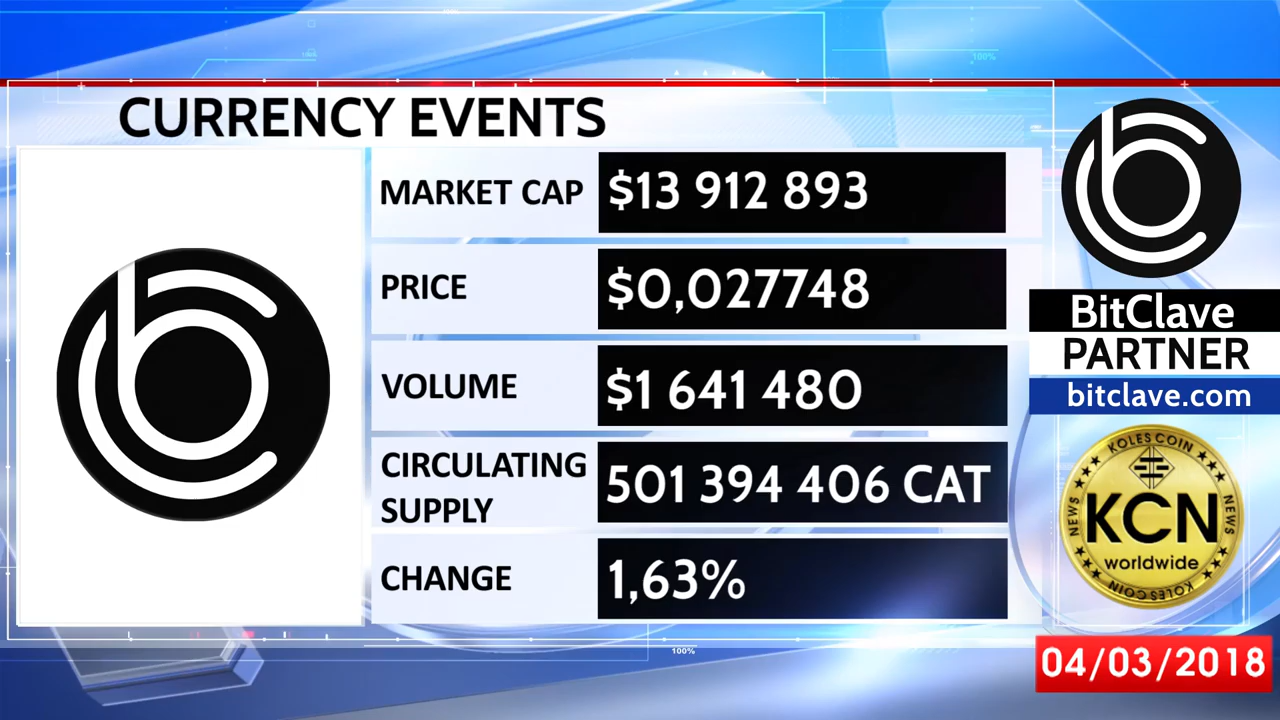 CURRENCY EVENTS
MARKET CAP
$13 912 893
PRICE
$0,027748
VOLUME
$1 641 480
CIRCULATING
SUPPLY
501 394 406 CAT
CHANGE
1,63%
BitClave
PARTNER
bitclave.com
KOLES COIN
NEWS
KCN
NEWS
worldwide
KOLES COIN
04/03/2018
100%
100%